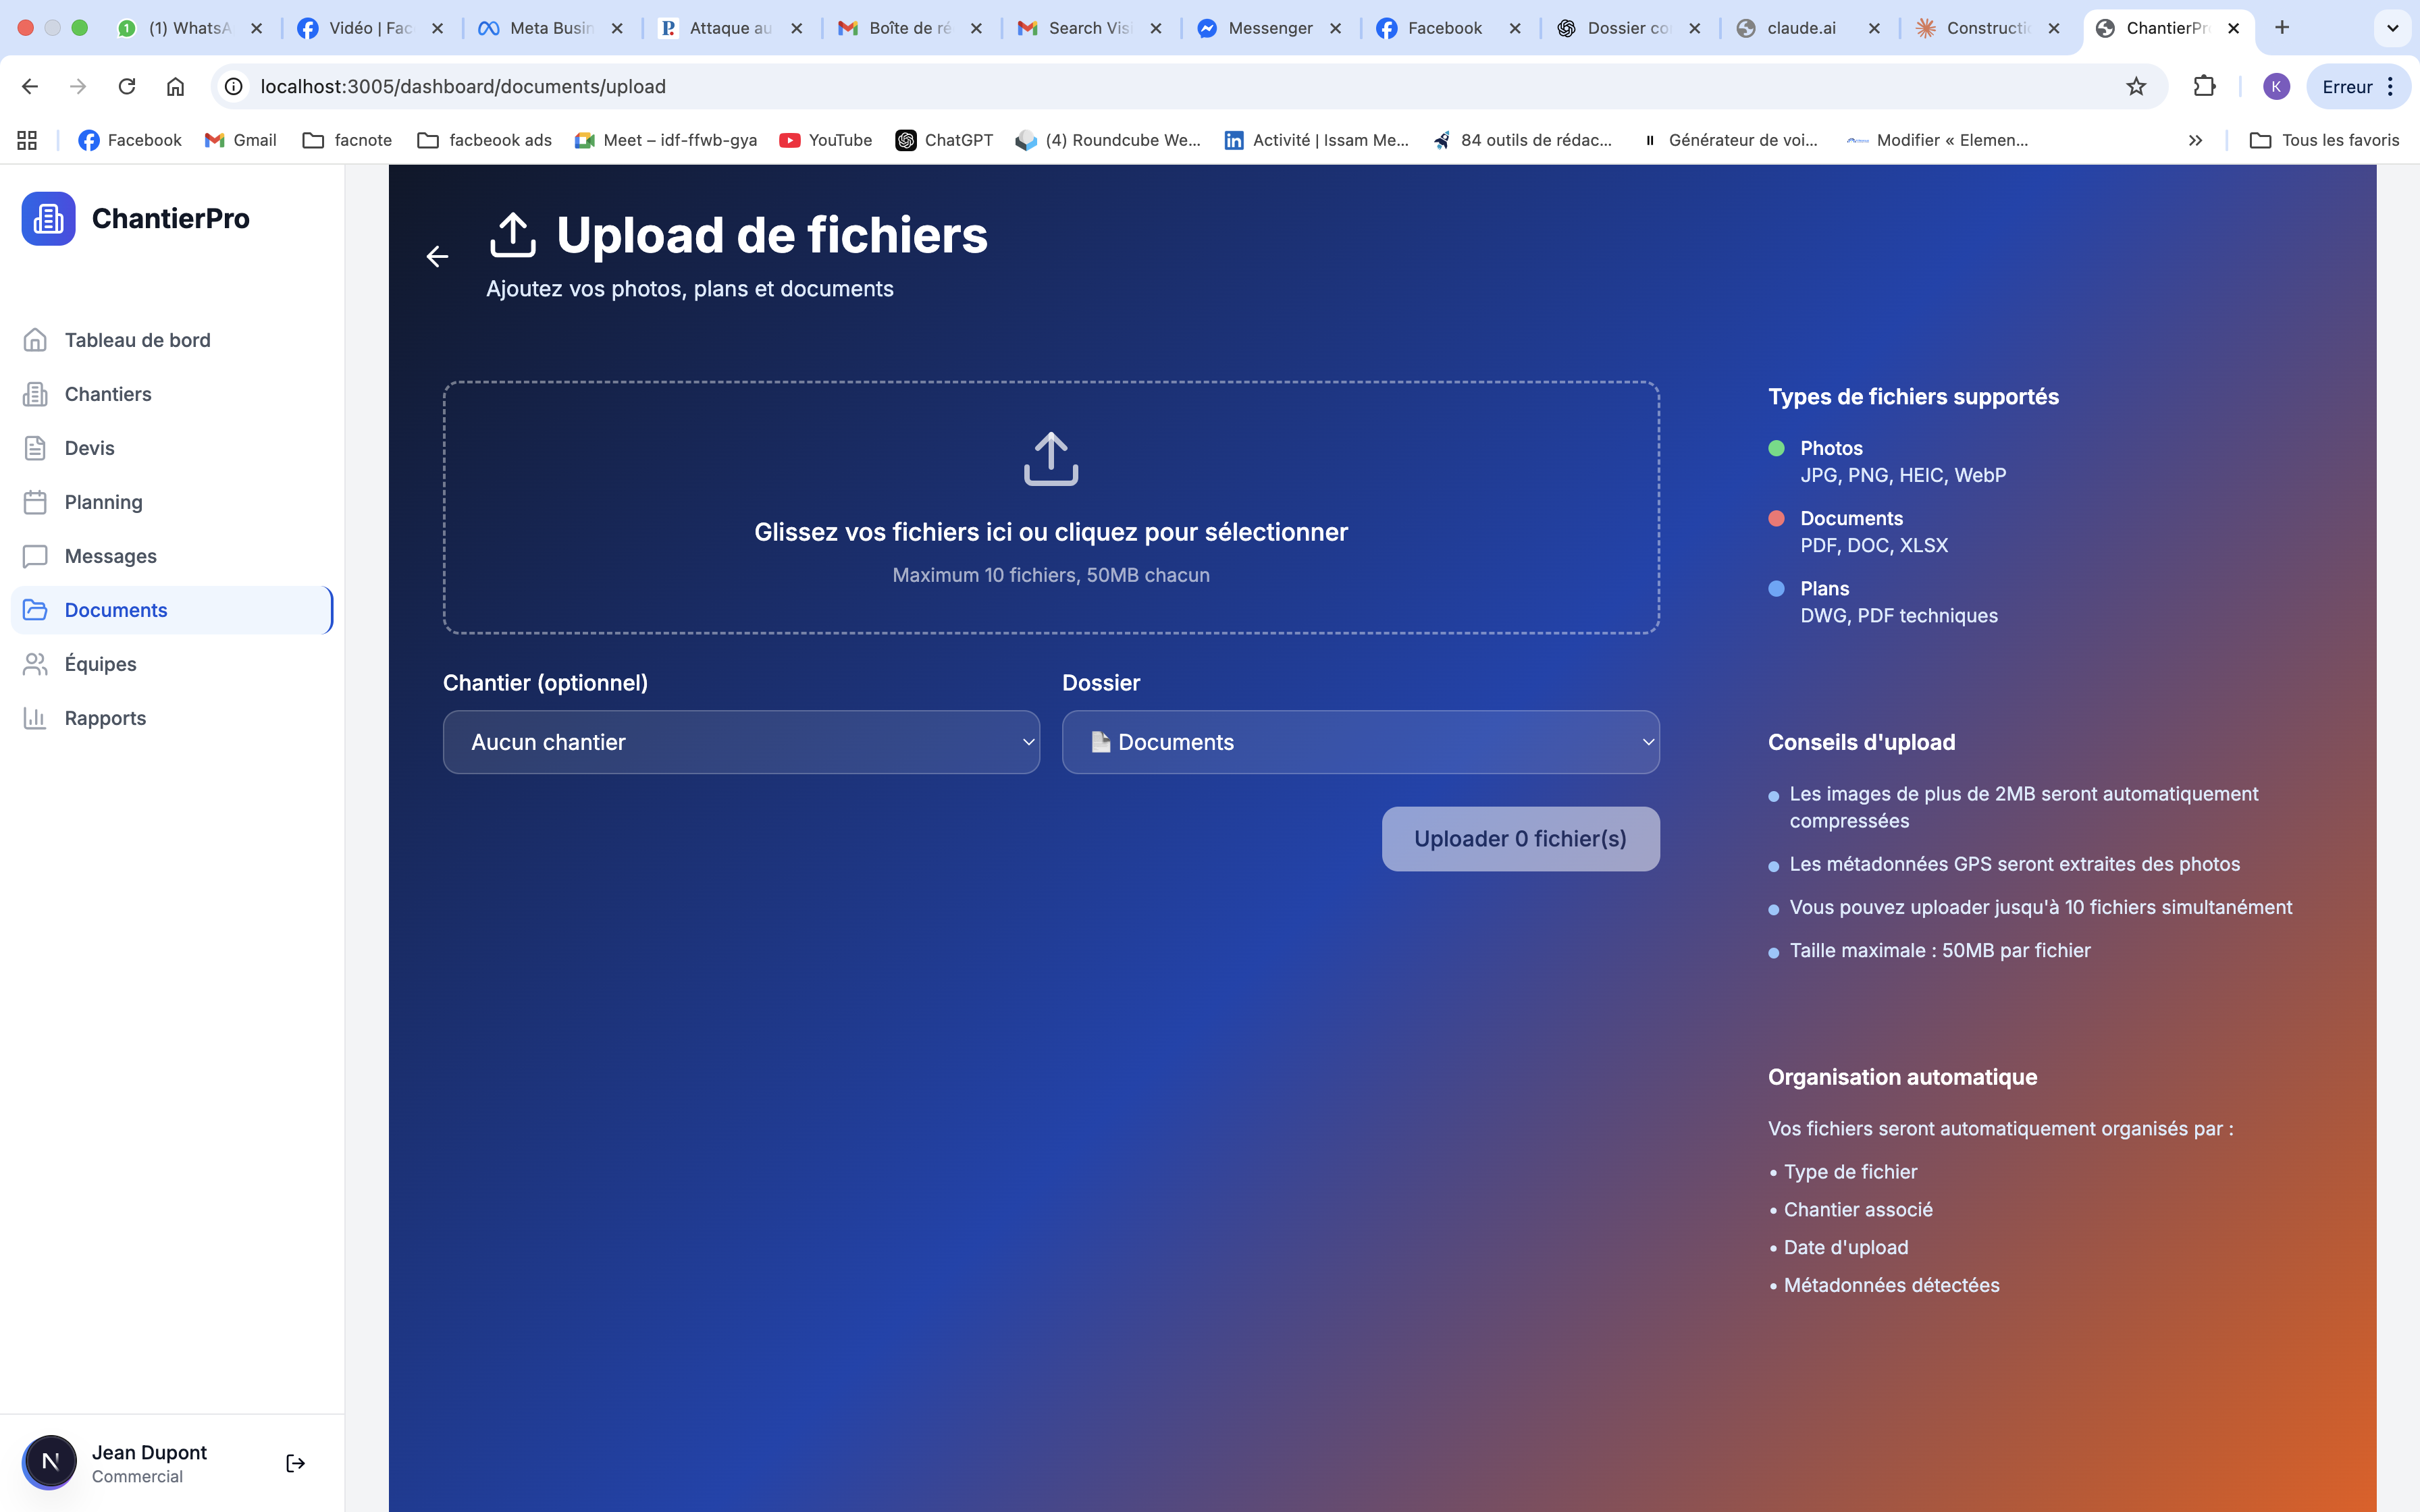 (1) WhatsA
Vidéo | Fac
Meta Busin
Attaque au
Boîte de ré
Search Vis
Messenger
Facebook
Dossier co
claude.ai
Constructi
ChantierPr
localhost:3005/dashboard/documents/upload
K
Erreur
Facebook
Gmail
facnote
facbeook ads
Meet – idf-ffwb-gya
YouTube
ChatGPT
(4) Roundcube We...
Activité | Issam Me...
84 outils de rédac...
Générateur de voi...
Modifier « Elemen...
Tous les favoris
ChantierPro
Tableau de bord
Chantiers
Devis
Planning
Messages
Documents
Équipes
Rapports
N
Jean Dupont
Commercial
Upload de fichiers
Ajoutez vos photos, plans et documents
Glissez vos fichiers ici ou cliquez pour sélectionner
Maximum 10 fichiers, 50MB chacun
Chantier (optionnel)
Aucun chantier
Dossier
Documents
Uploader 0 fichier(s)
Types de fichiers supportés
Photos
JPG, PNG, HEIC, WebP
Documents
PDF, DOC, XLSX
Plans
DWG, PDF techniques
Conseils d'upload
Les images de plus de 2MB seront automatiquement
compressées
Les métadonnées GPS seront extraites des photos
Vous pouvez uploader jusqu'à 10 fichiers simultanément
Taille maximale : 50MB par fichier
Organisation automatique
Vos fichiers seront automatiquement organisés par :
• Type de fichier
• Chantier associé
• Date d'upload
• Métadonnées détectées